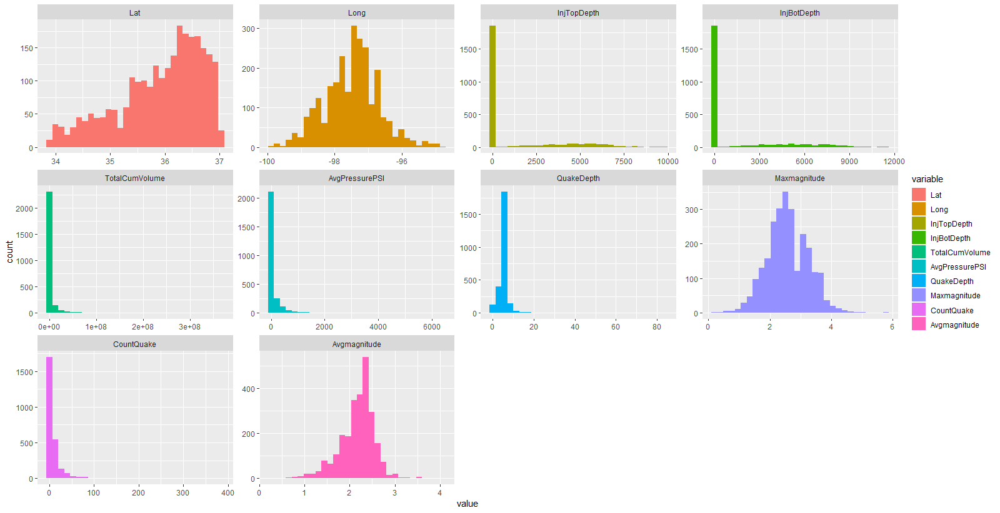 Lat Long InjTopDepth InjBotDepth
150 100 50 0
34 35 36 37
300 200 100 0
-100 -98 -96
1500 1000 500 0
0 2500 5000 7500 10000
1500 1000 500 0
0 3000 6000 9000 12000
TotalCumVolume AvgPressurePSI QuakeDepth Maxmagnitude
count
2000 1500 1000 500 0
0e+00 1e+08 2e+08 3e+08
2000 1500 1000 500 0
0 2000 4000 6000
1500 1000 500 0
0 20 40 60 80
300 200 100 0
0 2 4 6
CountQuake Avgmagnitude
1500 1000 500 0
0 100 200 300 400
400 200 0
0 1 2 3 4
value
variable
Lat
Long
InjTopDepth
InjBotDepth
TotalCumVolume
AvgPressurePSI
QuakeDepth
Maxmagnitude
CountQuake
Avgmagnitude